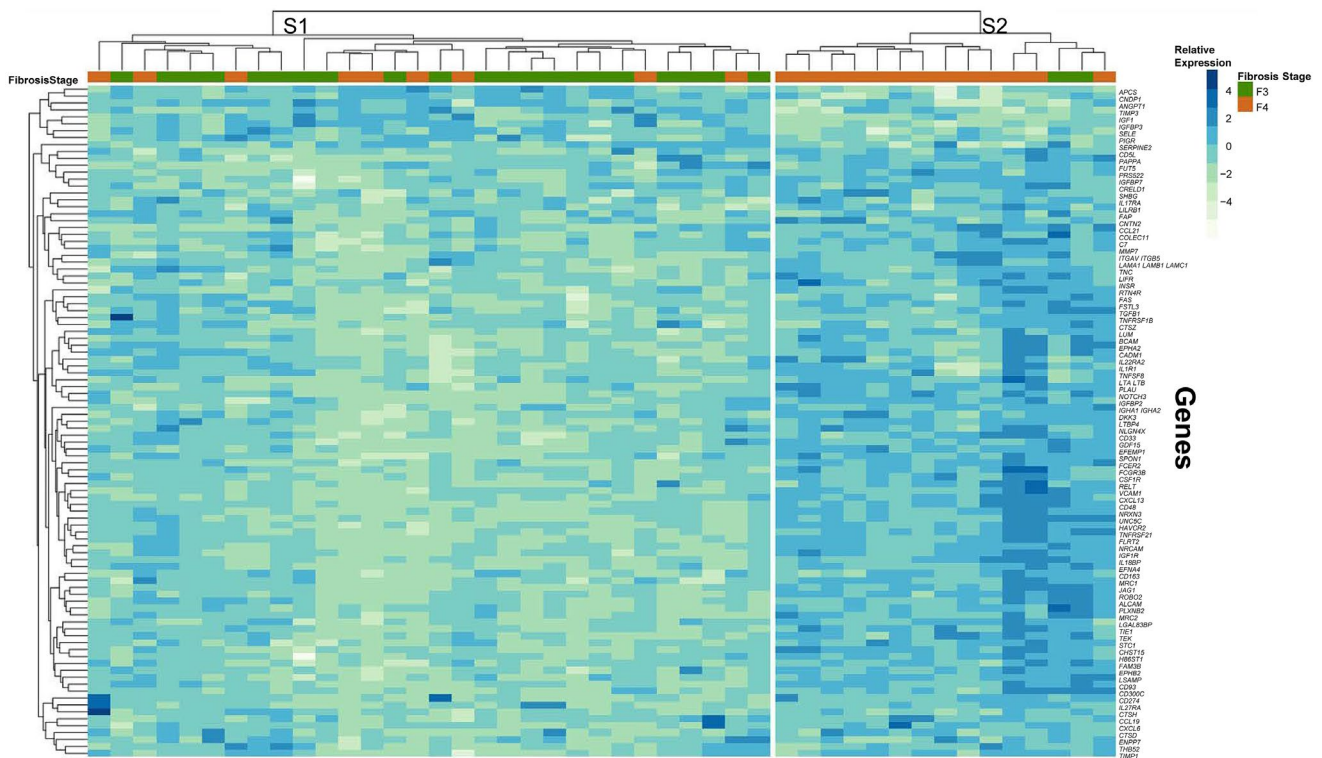 S1
S2
FibrosisStage
Relative
Expression
4
2
0
−2
−4
Fibrosis Stage
F3
F4
APCS
CNDP1
ANGPT1
TIMP3
IGF1
IGFBP3
SELE
PIGR
SERPINE2
CD5L
PAPPA
FUT5
PRSS22
IGFBP7
CRELD1
SHBG
IL17RA
LILRB1
FAP
CNTN2
CCL21
COLEC11
C7
MMP7
ITGAV ITGB5
LAMA1 LAMB1 LAMC1
TNC
LIFR
INSR
RTN4R
FAS
FSTL3
TGFB1
TNFRSF1B
CTSZ
LUM
BCAM
EPHA2
CADM1
IL22RA2
IL1R1
TNFSF8
LTA LTB
PLAU
NOTCH3
IGFBP2
IGHA1 IGHA2
DKK3
LTBP4
NLGN4X
CD33
GDF15
EFEMP1
SPON1
FCER2
FCGR3B
CSF1R
RELT
VCAM1
CXCL13
CD48
NRXN3
UNC5C
HAVCR2
TNFRSF21
FLRT2
NRCAM
IGF1R
IL18BP
EFNA4
CD163
MRC1
JAG1
ROBO2
ALCAM
PLXNB2
MRC2
LGAL83BP
TIE1
TEK
STC1
CHST15
H86ST1
FAM3B
EPHB2
LSAMP
CD93
CD300C
CD274
IL27RA
CTSH
CCL19
CXCL6
CTSD
ENPP7
THB52
TIMP1
Genes